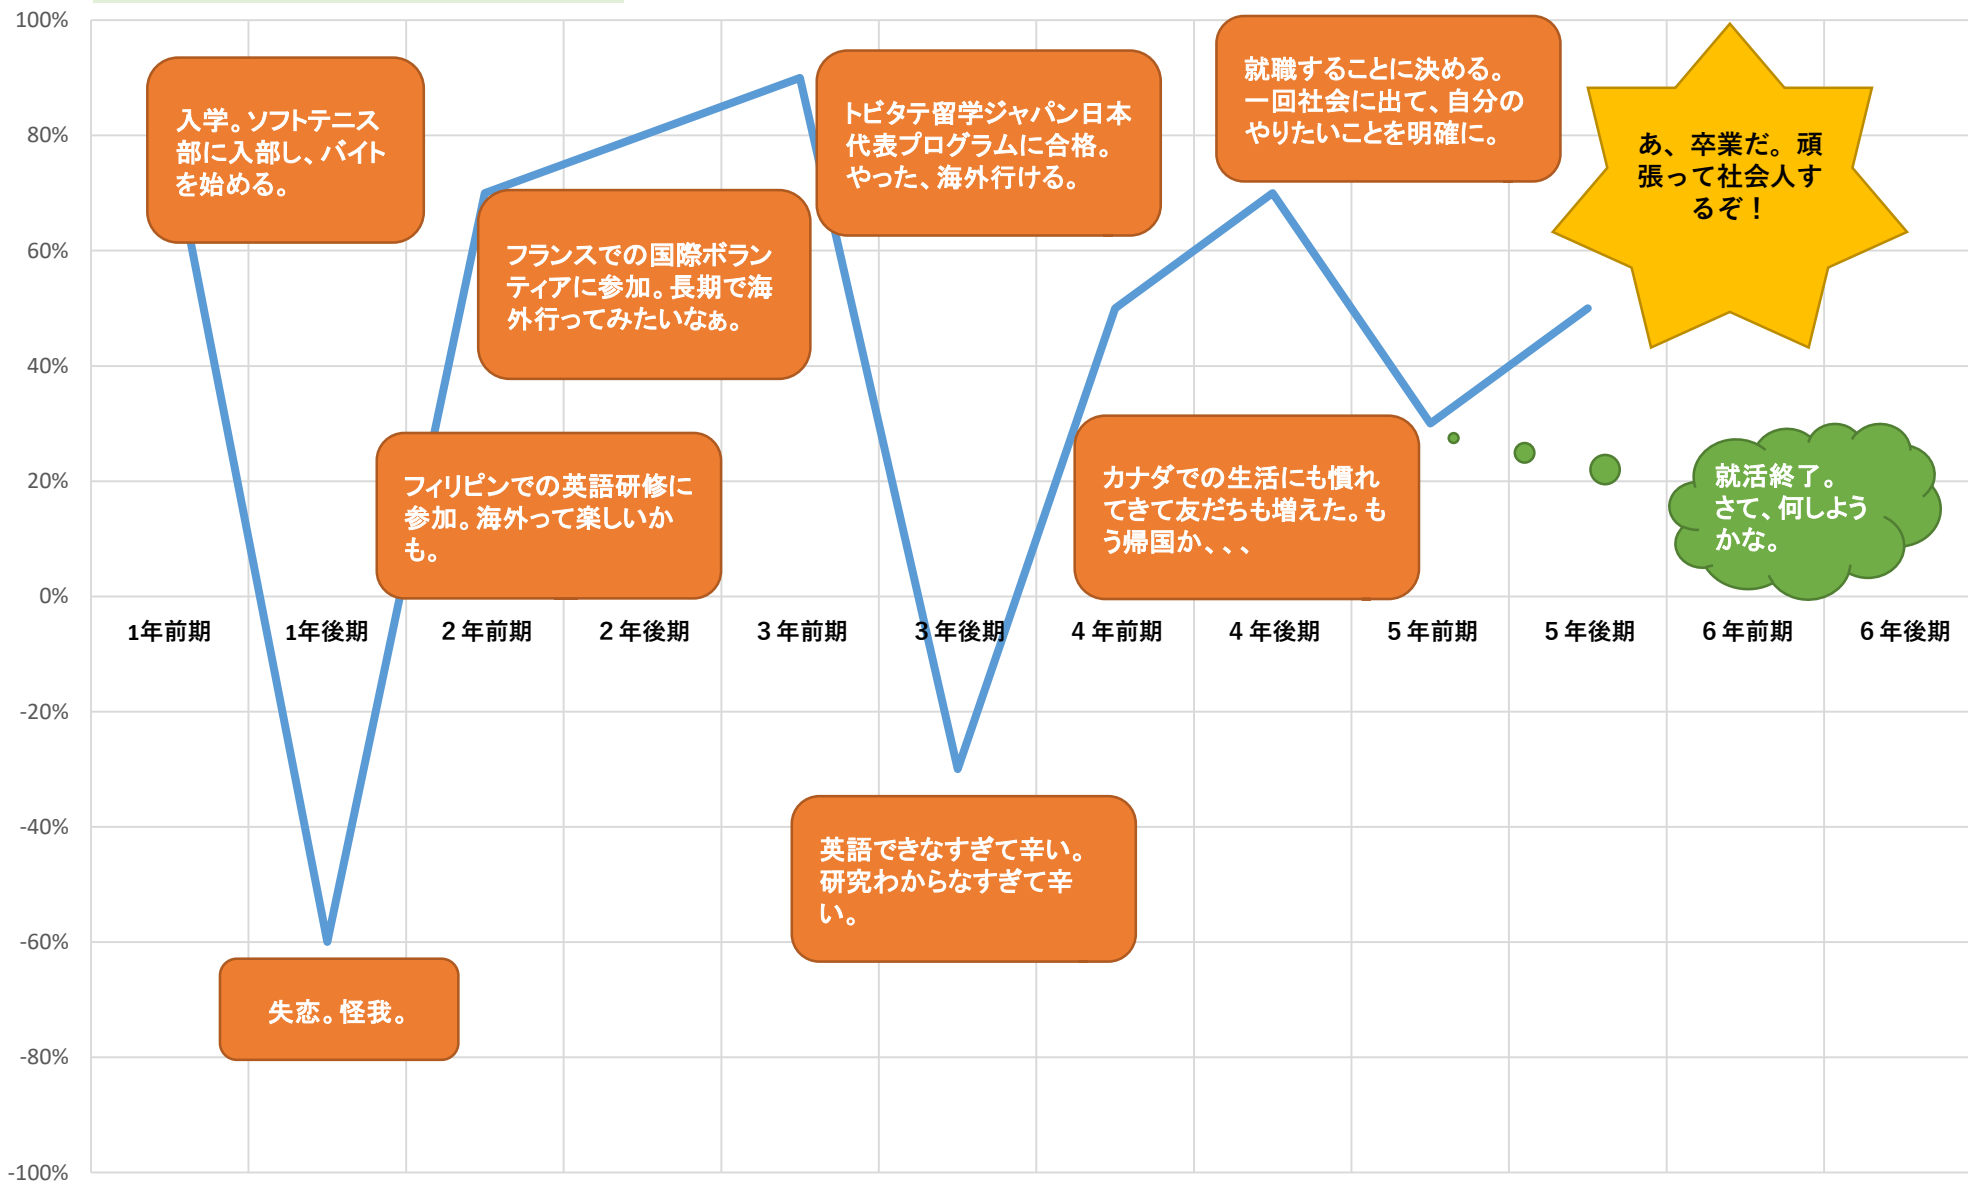 100%
80%
60%
40%
20%
0%
-20%
-40%
-60%
-80%
-100%
入学。ソフトテニス
部に入部し、バイト
を始める。
失恋。怪我。
フィリピンでの英語研修に
参加。海外って楽しいか
も。
フランスでの国際ボラン
ティアに参加。長期で海
外行ってみたいなぁ。
トビタテ留学ジャパン日本
代表プログラムに合格。
やった、海外行ける。
英語できなすぎて辛い。
研究わからなすぎて辛
い。
カナダでの生活にも慣れ
てきて友だちも増えた。も
う帰国か、、、
就職することに決める。
一回社会に出て、自分の
やりたいことを明確に。
就活終了。
さて、何しよう
かな。
あ、卒業だ。頑
張って社会人す
るぞ！
1年前期
1年後期
２年前期
２年後期
３年前期
３年後期
４年前期
４年後期
５年前期
５年後期
６年前期
６年後期